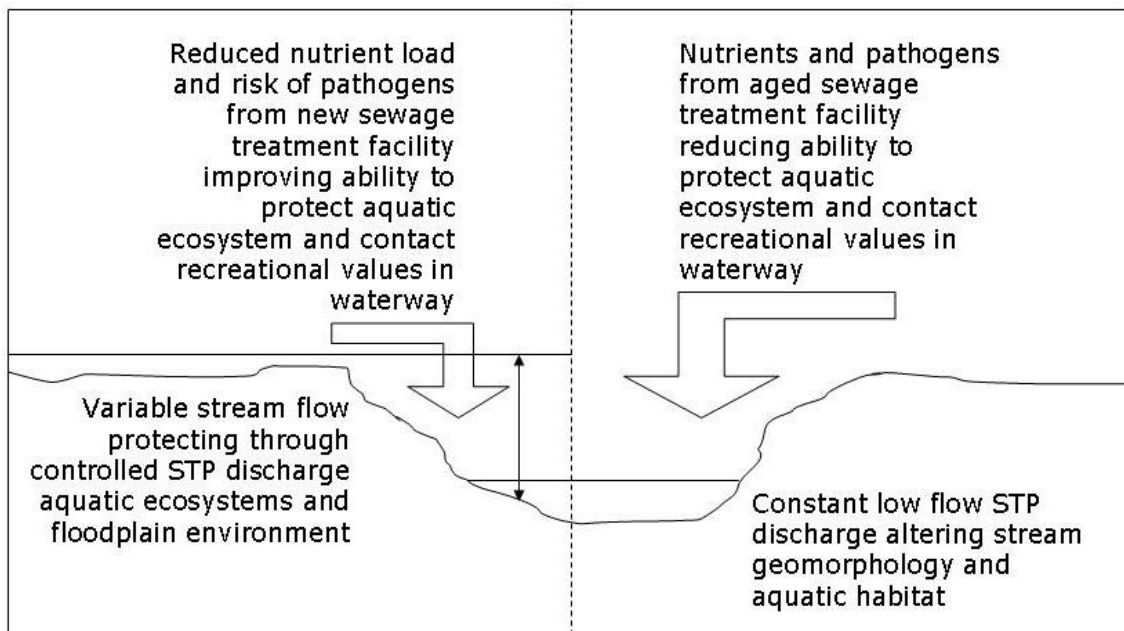 Reduced nutrient load
and risk of pathogens
from new sewage
treatment facility
improving ability to
protect aquatic
ecosystem and contact
recreational values in
waterway
Nutrients and pathogens
from aged sewage
treatment facility
reducing ability to
protect aquatic
ecosystem and contact
recreational values in
waterway
Variable stream flow
protecting through
controlled STP discharge
aquatic ecosystems and
floodplain environment
Constant low flow STP
discharge altering stream
geomorphology and
aquatic habitat